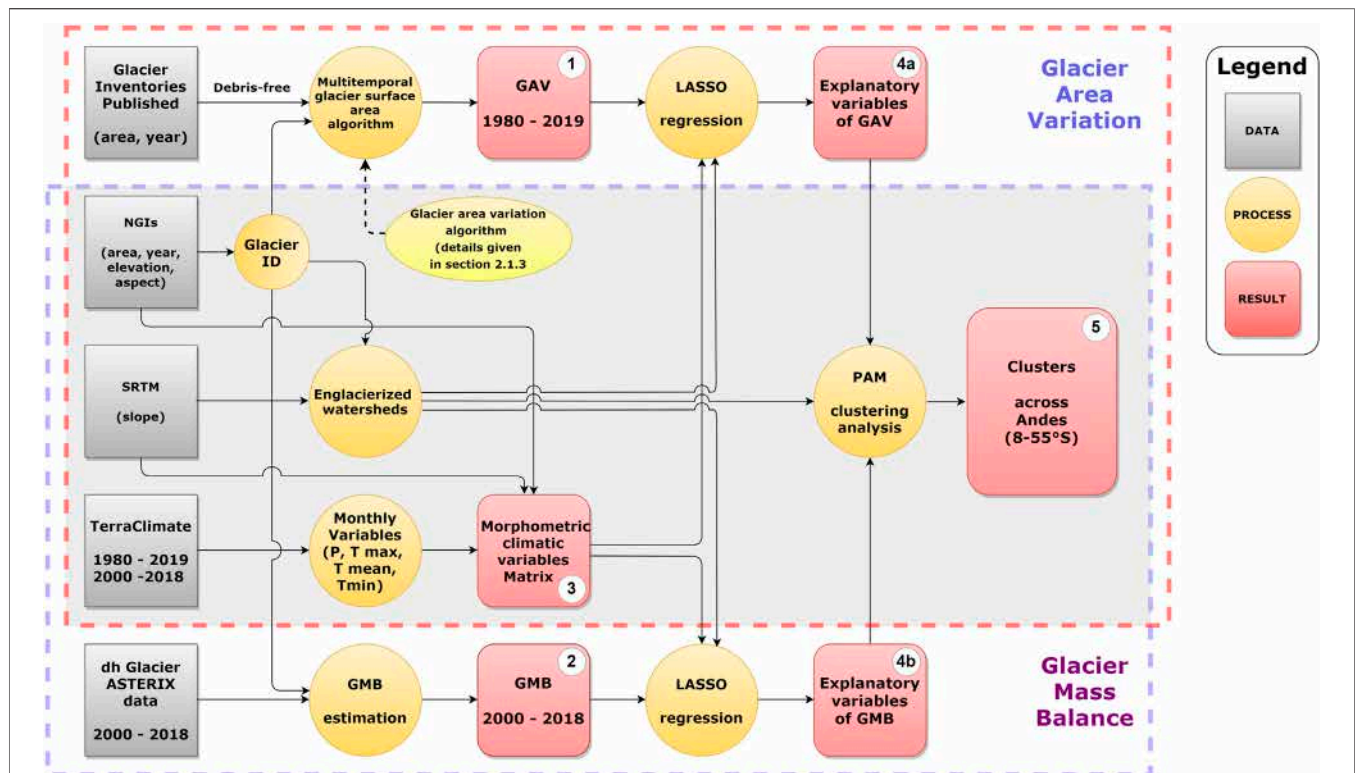 Glacier
Inventories
Published
(area, year)
Debris-free
Multitemporal
glacier surface
area
algorithm
1
GAV
1980 - 2019
LASSO
regression
4a
Explanatory
variables
of GAV
Glacier
Area
Variation
Legend
DATA
PROCESS
RESULT
NGIs
(area, year,
elevation,
aspect)
Glacier
ID
Glacier area variation
algorithm
(details given
in section 2.1.3
SRTM
(slope)
Englacierized
watersheds
PAM
clustering
analysis
5
Clusters
across
Andes
(8-55°S)
TerraClimate
1980 - 2019
2000 -2018
Monthly
Variables
(P, T max,
T mean,
Tmin)
Morphometric
climatic
variables
Matrix
3
dh Glacier
ASTERIX
data
2000 - 2018
GMB
estimation
2
GMB
2000 - 2018
LASSO
regression
4b
Explanatory
variables
of GMB
Glacier
Mass
Balance